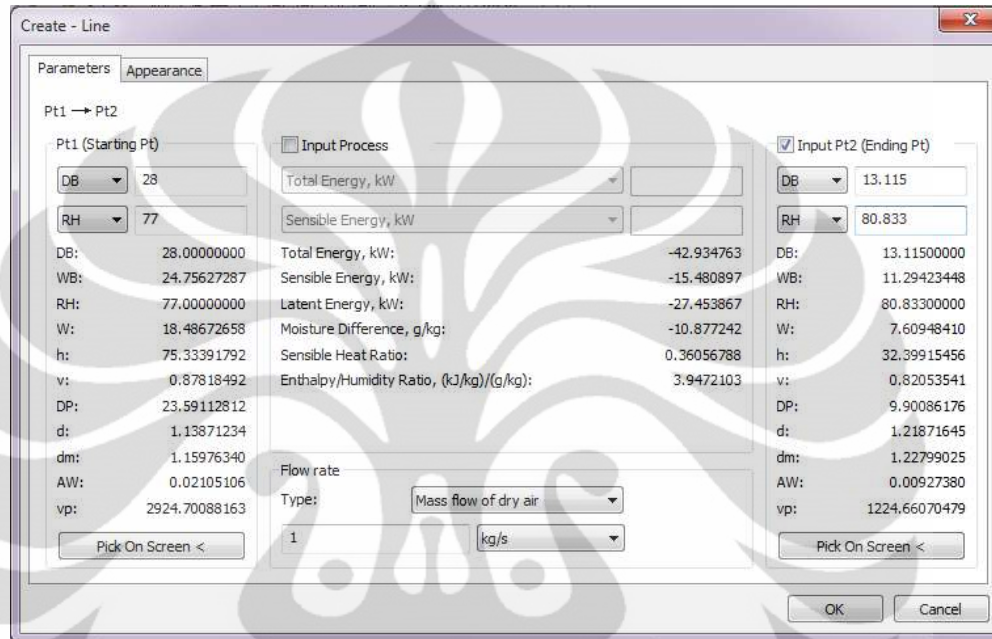 Create - Line
Parameters Appearance
Pt1 → Pt2
Pt1 (Starting Pt)
DB 28
RH 77
DB: 28.00000000
WB: 24.75627287
RH: 77.00000000
W: 18.48672658
h: 75.33391792
v: 0.87818492
DP: 23.59112812
d: 1.13871234
dm: 1.15976340
AW: 0.02105106
vp: 2924.70088163
Pick On Screen <
Input Process
Total Energy, kW
Sensible Energy, kW
Total Energy, kW: -42.934763
Sensible Energy, kW: -15.480897
Latent Energy, kW: -27.453867
Moisture Difference, g/kg: -10.877242
Sensible Heat Ratio: 0.36056788
Enthalpy/Humidity Ratio, (kJ/kg)/(g/kg): 3.9472103
Flow rate
Type: Mass flow of dry air
1 kg/s
Input Pt2 (Ending Pt)
DB 13.115
RH 80.833
DB: 13.11500000
WB: 11.29423448
RH: 80.83300000
W: 7.60948410
h: 32.39915456
v: 0.82053541
DP: 9.90086176
d: 1.21871645
dm: 1.22799025
AW: 0.00927380
vp: 1224.66070479
Pick On Screen <
OK Cancel